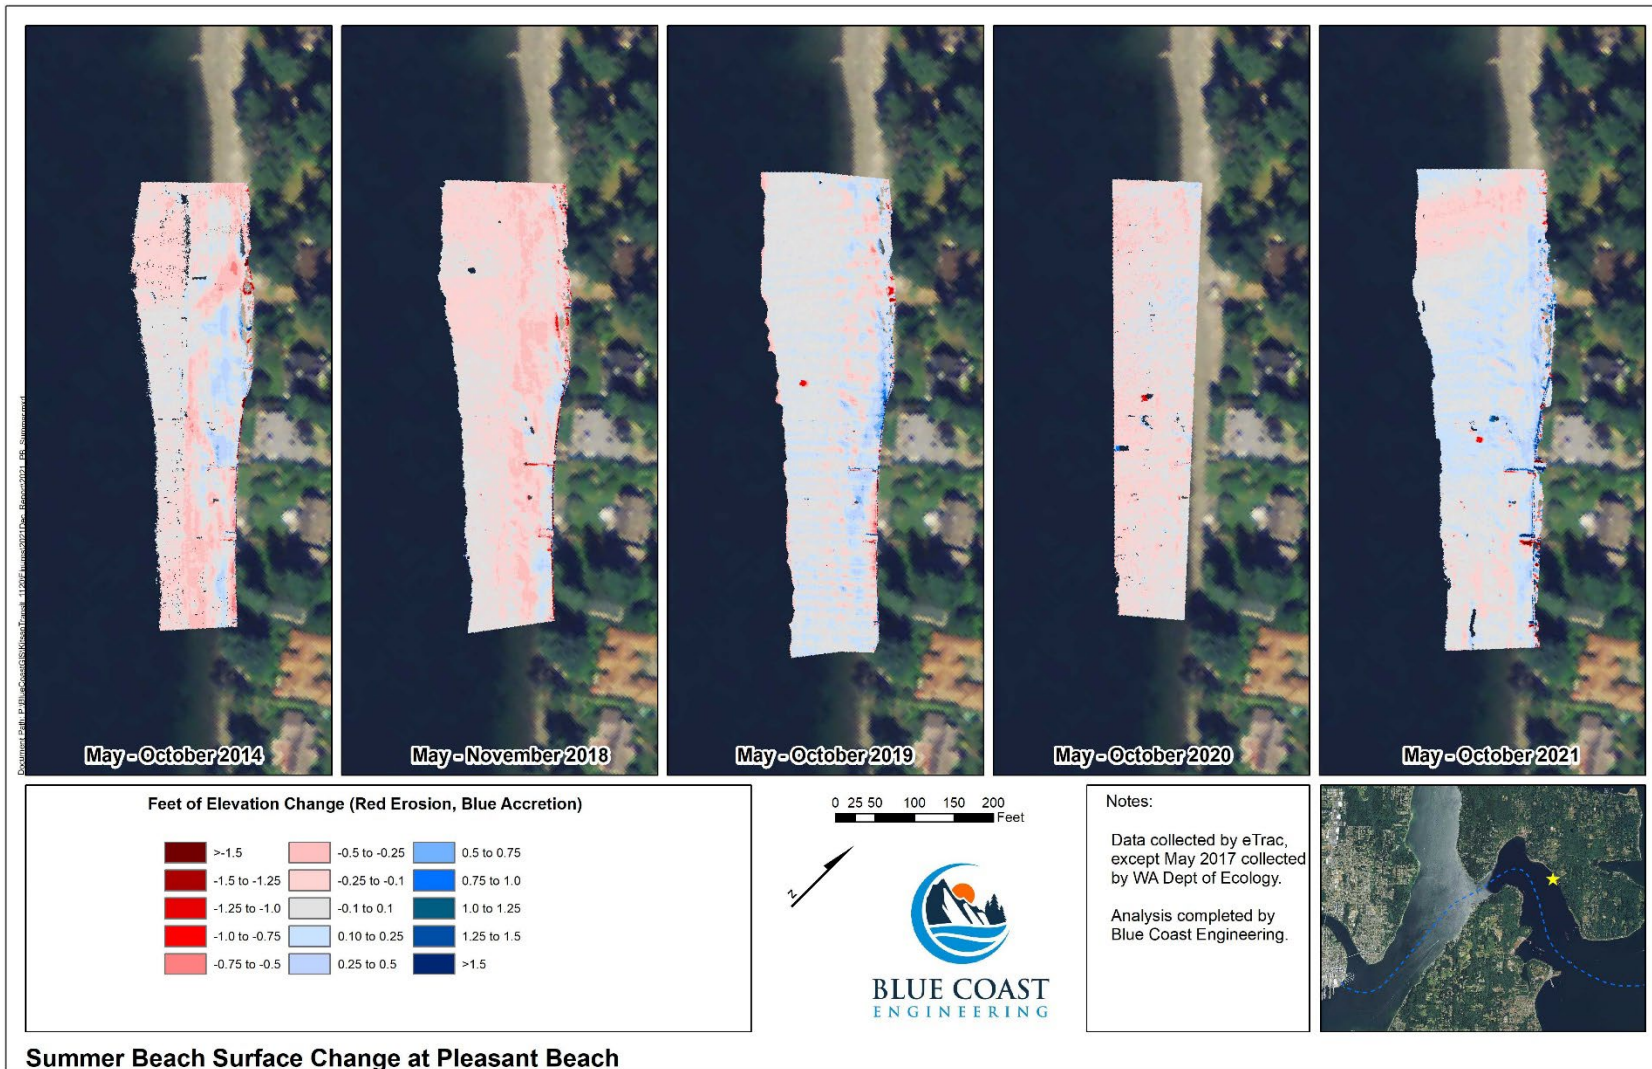 May - October 2014
May - November 2018
May - October 2019
May - October 2020
May - October 2021
Feet of Elevation Change (Red Erosion, Blue Accretion)
>-1.5
-1.5 to -1.25
-1.25 to -1.0
-1.0 to -0.75
-0.75 to -0.5
-0.5 to -0.25
-0.25 to -0.1
-0.1 to 0.1
0.10 to 0.25
0.25 to 0.5
0.5 to 0.75
0.75 to 1.0
1.0 to 1.25
1.25 to 1.5
>1.5
0 25 50 100 150 200
Feet
N
BLUE COAST
ENGINEERING
Notes:
Data collected by eTrac,
except May 2017 collected
by WA Dept of Ecology.
Analysis completed by
Blue Coast Engineering.
Summer Beach Surface Change at Pleasant Beach